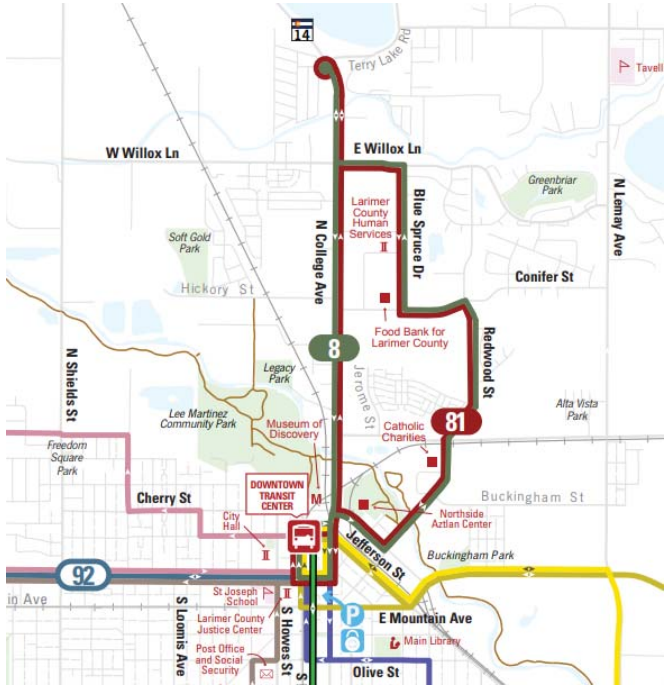 14
Terry Lake Rd
Tavell
W Willox Ln
E Willox Ln
Greenbriar
Park
N Lemay Ave
Larimer
County
Human
Services
Blue Spruce Dr
N College Ave
Soft Gold
Park
Conifer St
Hickory St
Food Bank for
Larimer County
Redwood St
8
N Shields St
Legacy
Park
Jerome St
Lee Martinez
Community Park
Museum of
Discovery
81
Alta Vista
Park
Catholic
Charities
Freedom
Square
Park
DOWNTOWN
TRANSIT
CENTER
M
Cherry St
Buckingham St
City
Hall
Northside
Aztlan Center
Jefferson St
Buckingham Park
92
St Joseph
School
P
E Mountain Ave
Larimer County
Justice Center
S Loomis Ave
S Howes St
Main Library
Post Office
and Social
Security
Olive St